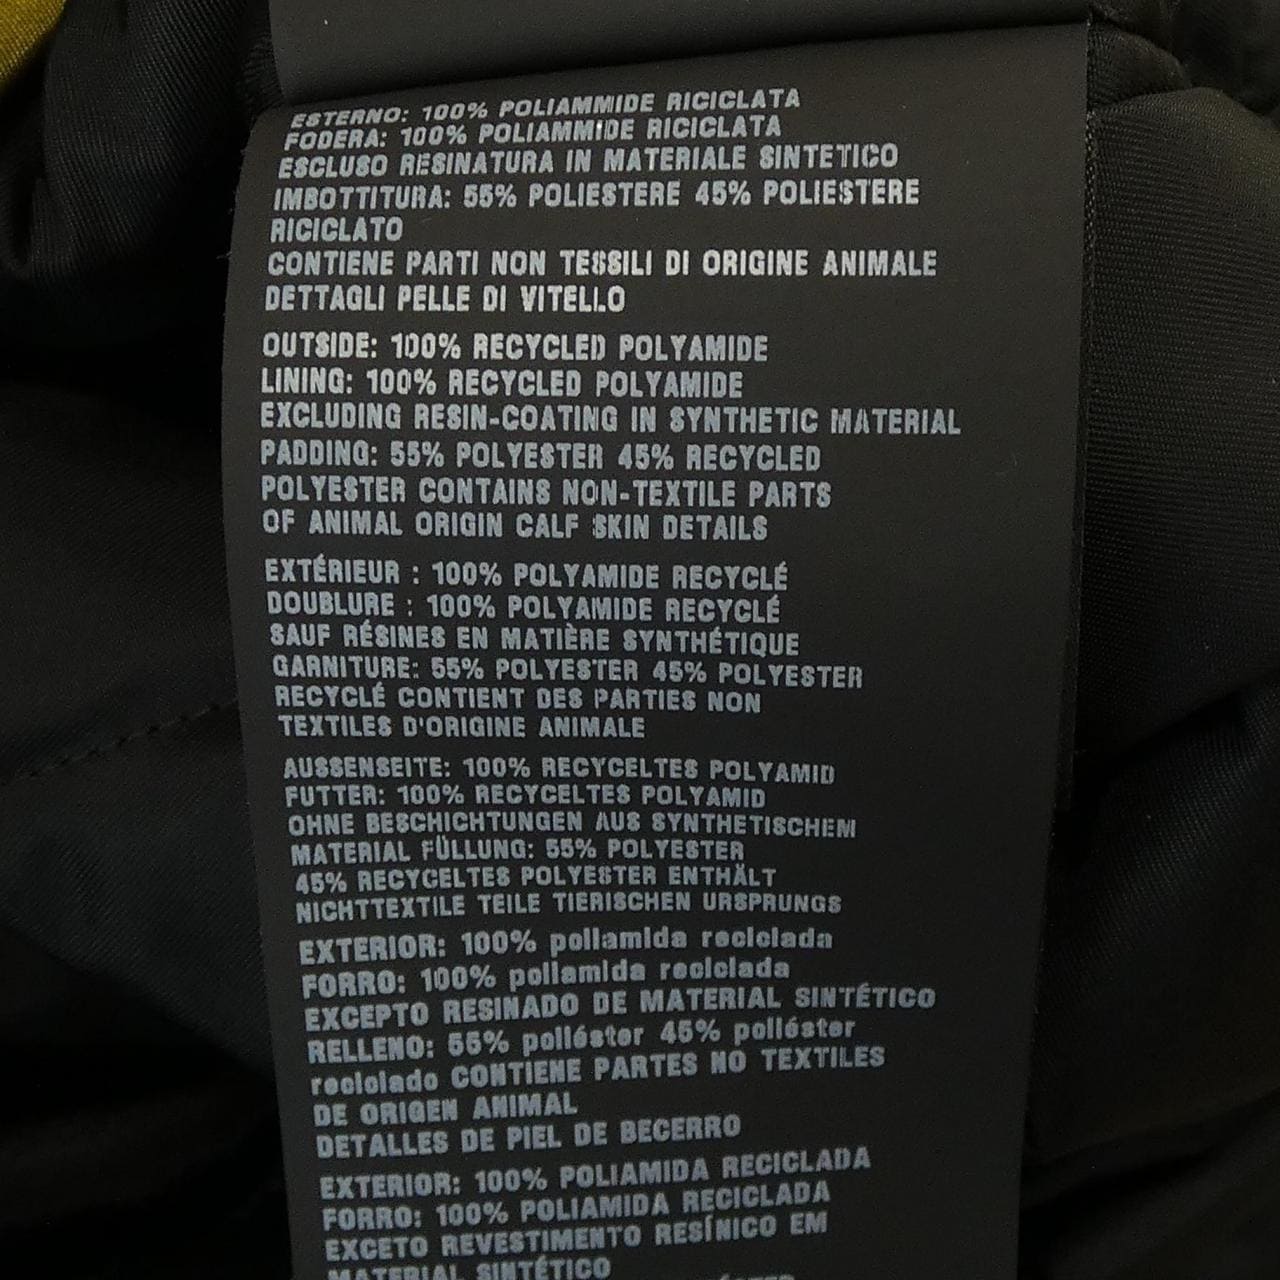 ESTERNO: 100% POLIAMMIDE RICICLATA
FODERA: 100% POLIAMMIDE RICICLATA
ESCLUSO RESINATURA IN MATERIALE SINTETICO
IMBOTTITURA: 55% POLIESTERE 45% POLIESTERE
RICICLATO
CONTIENE PARTI NON TESSILI DI ORIGINE ANIMALE
DETTAGLI PELLE DI VITELLO
OUTSIDE: 100% RECYCLED POLYAMIDE
LINING: 100% RECYCLED POLYAMIDE
EXCLUDING RESIN-COATING IN SYNTHETIC MATERIAL
PADDING: 55% POLYESTER 45% RECYCLED
POLYESTER CONTAINS NON-TEXTILE PARTS
OF ANIMAL ORIGIN CALF SKIN DETAILS
EXTÉRIEUR : 100% POLYAMIDE RECYCLÉ
DOUBLURE : 100% POLYAMIDE RECYCLÉ
SAUF RÉSINES EN MATIÈRE SYNTHÉTIQUE
GARNITURE: 55% POLYESTER 45% POLYESTER
RECYCLÉ CONTIENT DES PARTIES NON
TEXTILES D'ORIGINE ANIMALE
AUSSENSEITE: 100% RECYCELTES POLYAMID
FUTTER: 100% RECYCELTES POLYAMID
OHNE BESCHICHTUNGEN AUS SYNTHETISCHEM
MATERIAL FÜLLUNG: 55% POLYESTER
45% RECYCELTES POLYESTER ENTHÄLT
NICHTTEXTILE TEILE TIERISCHEN URSPRUNGS
EXTERIOR: 100% poliamida reciclada
FORRO: 100% poliamida reciclada
EXCEPTO RESINADO DE MATERIAL SINTÉTICO
RELLENO: 55% poliéster 45% poliéster
reciclado CONTIENE PARTES NO TEXTILES
DE ORIGEN ANIMAL
DETALLES DE PIEL DE BECERRO
EXTERIOR: 100% POLIAMIDA RECICLADA
FORRO: 100% POLIAMIDA RECICLADA
EXCETO REVESTIMENTO RESÍNICO EM
MATERIAL SINTÉTICO